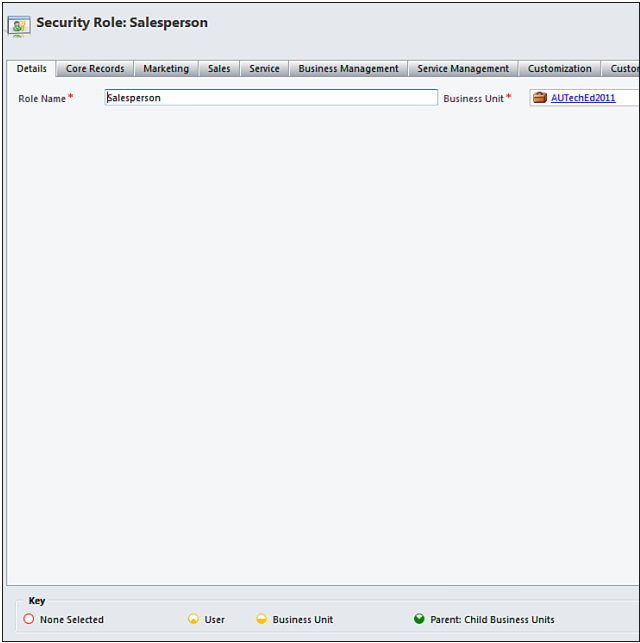 Security Role: Salesperson
Details Core Records Marketing Sales Service Business Management Service Management Customization
Role Name* Salesperson Business Unit* AUTechEd2011
Key
None Selected User Business Unit Parent: Child Business Units